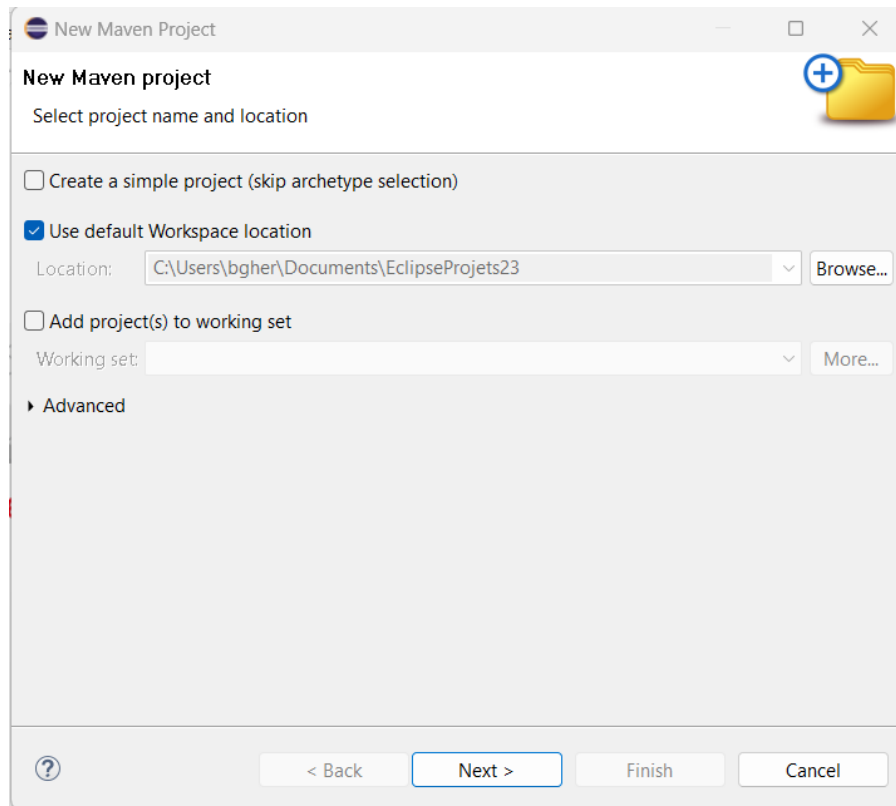 New Maven Project
New Maven project
Select project name and location
Create a simple project (skip archetype selection)
Use default Workspace location
Location: C:\Users\bgher\Documents\EclipseProjets23 Browse...
Add project(s) to working set
Working set: More...
Advanced
? < Back Next > Finish Cancel